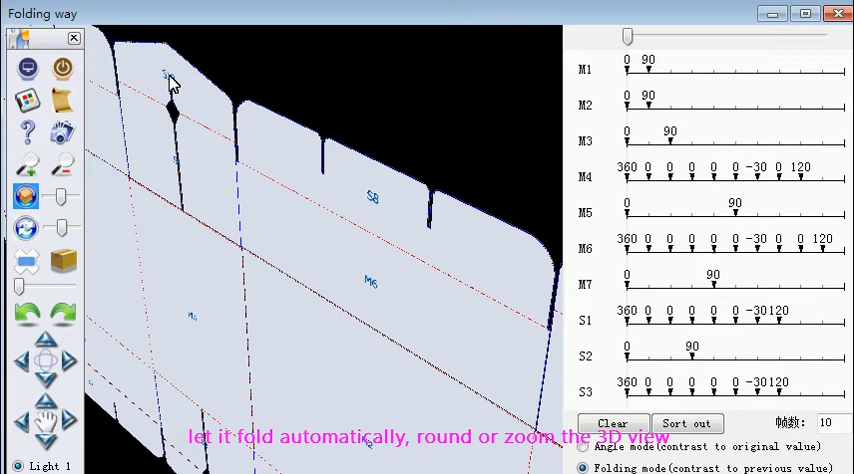 Folding way
S8
M6
0 90
M1
0 90
M2
0 90
M3
360 0 0 0 0 0 -30 0 120
M4
90
M5
360 0 0 0 0 0 -30 0 0 120
M6
90
M7
360 0 0 0 0 0 -30 120
S1
0 90
S2
360 0 0 0 0 0 -30 120
S3
Clear Sort out 帧数: 10
let it fold automatically, round or zoom the 3D view
Angle mode(contrast to original value)
Light 1
Folding mode(contrast to previous value)